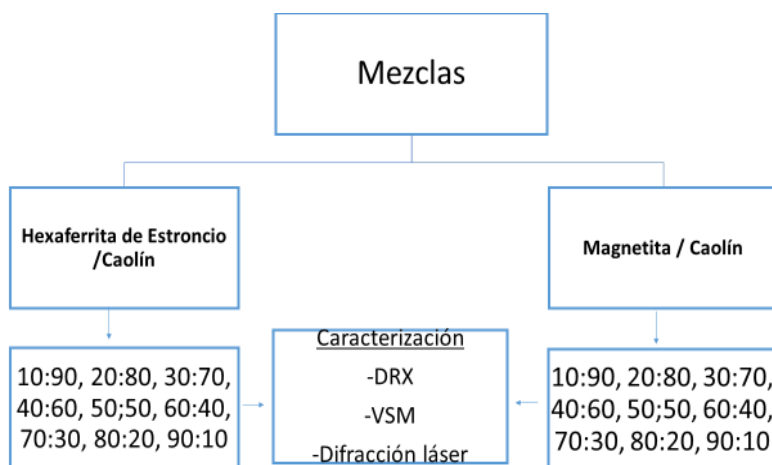 Mezclas
Hexaferrita de Estroncio
/Caolín
Magnetita / Caolín
10:90, 20:80, 30:70,
40:60, 50;50, 60:40,
70:30, 80:20, 90:10
Caracterización
-DRX
-VSM
-Difracción láser
10:90, 20:80, 30:70,
40:60, 50;50, 60:40,
70:30, 80:20, 90:10